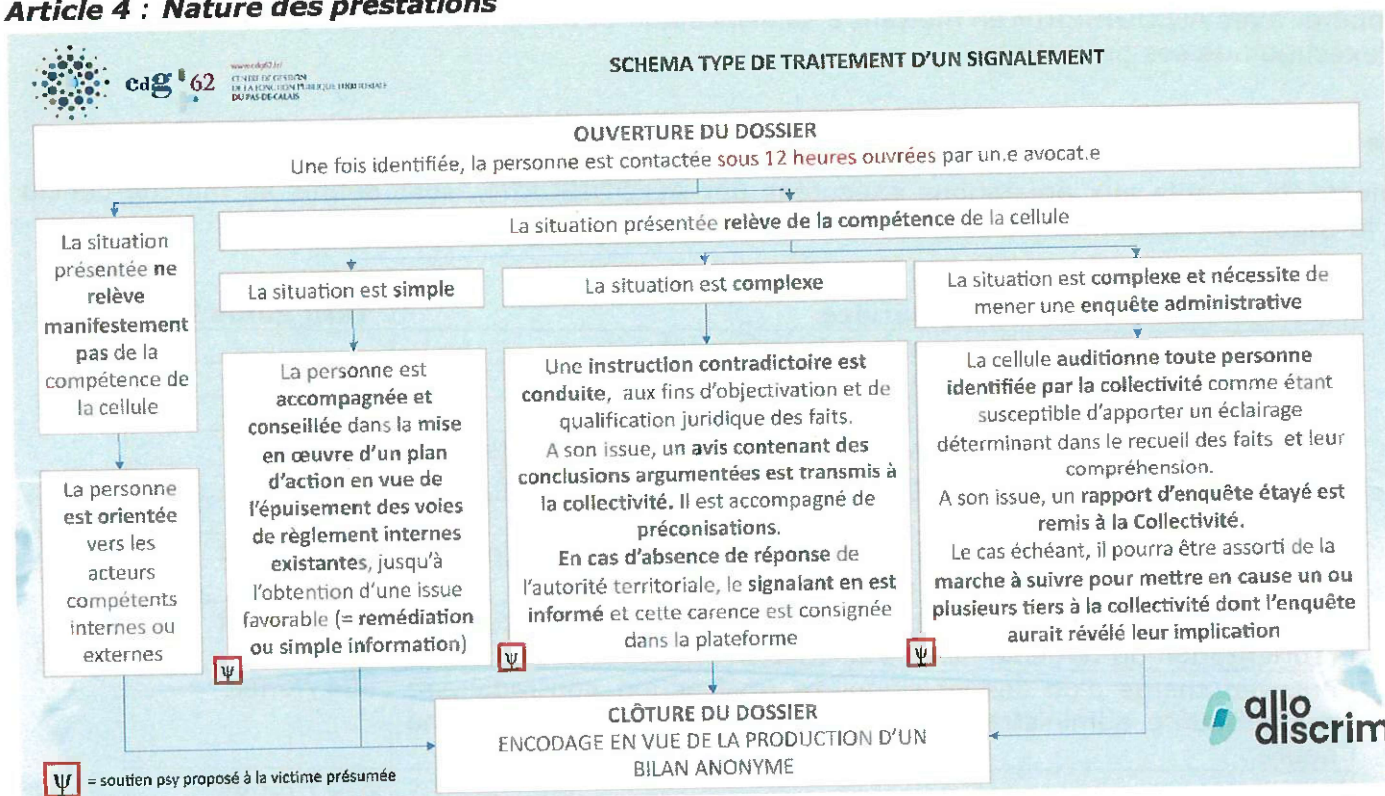 Article 4 : Nature des prestations
cdg 62
www.cdg62.fr
CENTRE DE GESTION
DE LA FONCTION PUBLIQUE TERRITORIALE
DU PAS-DE-CALAIS
SCHEMA TYPE DE TRAITEMENT D'UN SIGNALEMENT
OUVERTURE DU DOSSIER
Une fois identifiée, la personne est contactée sous 12 heures ouvrées par un.e avocat.e
La situation
présentée ne
relève
manifestement
pas de la
compétence de
la cellule
La personne
est orientée
vers les
acteurs
compétents
internes ou
externes
La situation présentée relève de la compétence de la cellule
La situation est simple
La personne est
accompagnée et
conseillée dans la mise
en œuvre d'un plan
d'action en vue de
l'épuisement des voies
de règlement internes
existantes, jusqu'à
l'obtention d'une issue
favorable (= remédiation
ou simple information)
Ψ
La situation est complexe
Une instruction contradictoire est
conduite, aux fins d'objectivation et de
qualification juridique des faits.
A son issue, un avis contenant des
conclusions argumentées est transmis à
la collectivité. Il est accompagné de
préconisations.
En cas d'absence de réponse de
l'autorité territoriale, le signalant en est
informé et cette carence est consignée
dans la plateforme
Ψ
La situation est complexe et nécessite de
mener une enquête administrative
La cellule auditionne toute personne
identifiée par la collectivité comme étant
susceptible d'apporter un éclairage
déterminant dans le recueil des faits et leur
compréhension.
A son issue, un rapport d'enquête étayé est
remis à la Collectivité.
Le cas échéant, il pourra être assorti de la
marche à suivre pour mettre en cause un ou
plusieurs tiers à la collectivité dont l'enquête
aurait révélé leur implication
Ψ
CLÔTURE DU DOSSIER
ENCODAGE EN VUE DE LA PRODUCTION D'UN
BILAN ANONYME
allo
discrim
Ψ = soutien psy proposé à la victime présumée